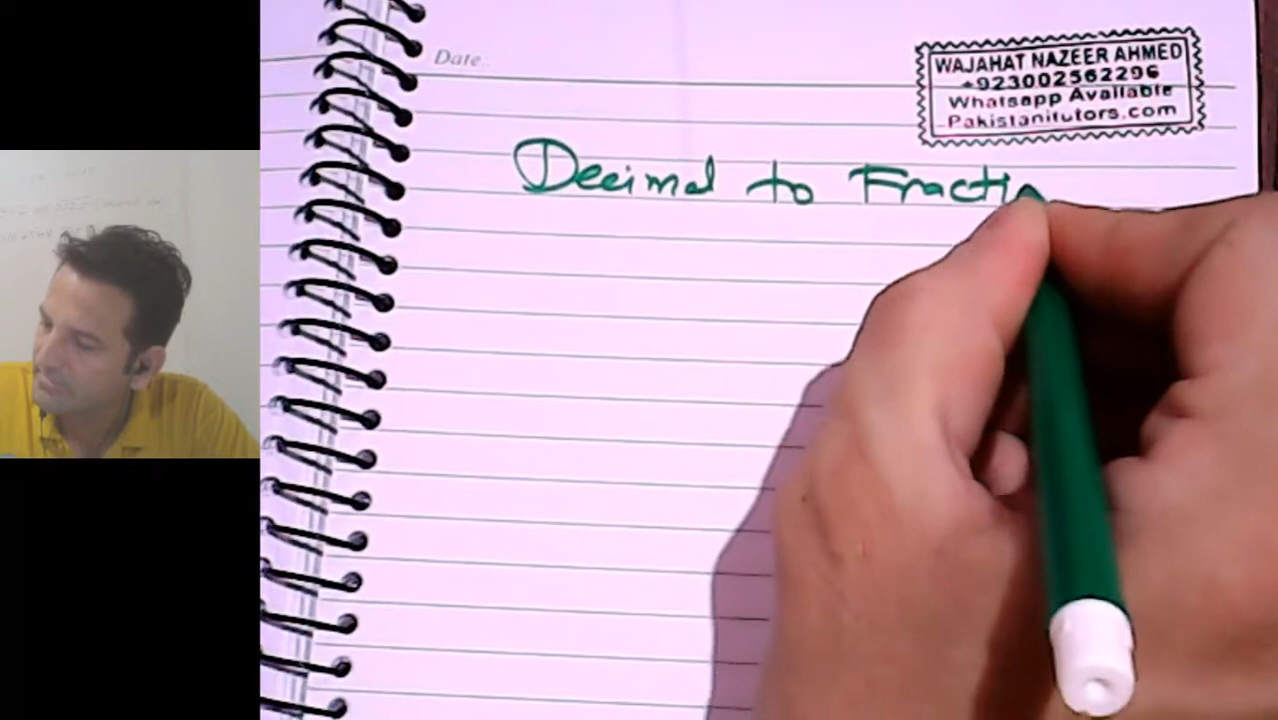 Date
WAJAHAT NAZEER AHMED
+923002562296
Whatsapp Available
Pakistanitutors.com
Decimal to Fractio